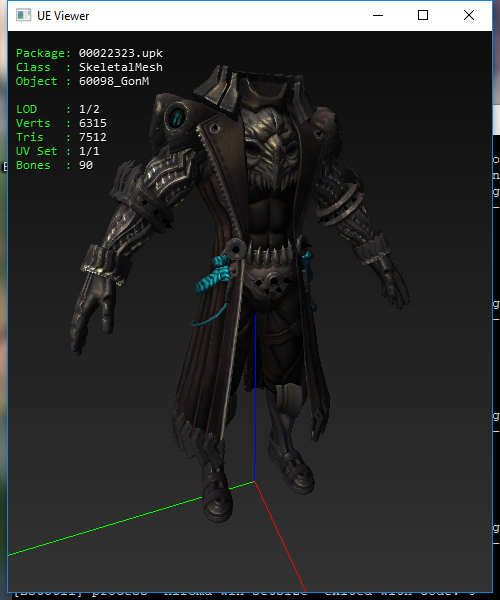 UE Viewer
Package: 00022323.upk
Class : SkeletalMesh
Object : 60098_GonM
LOD : 1/2
Verts : 6315
Tris : 7512
UV Set : 1/1
Bones : 90